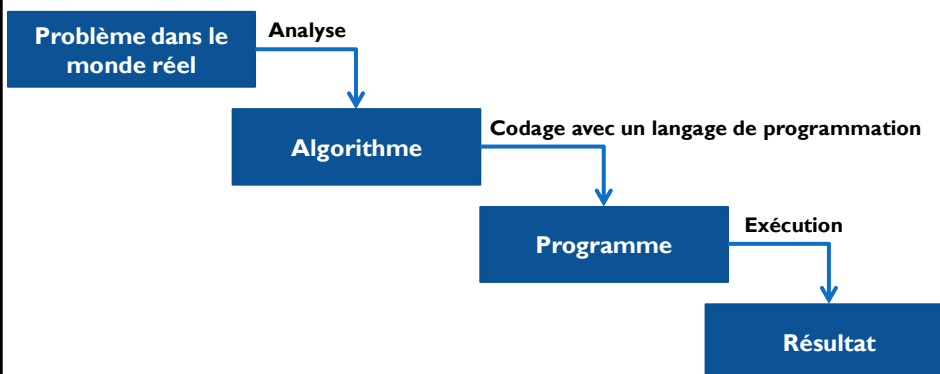 Problème dans le
monde réel
Analyse
Algorithme
Codage avec un langage de programmation
Programme
Exécution
Résultat